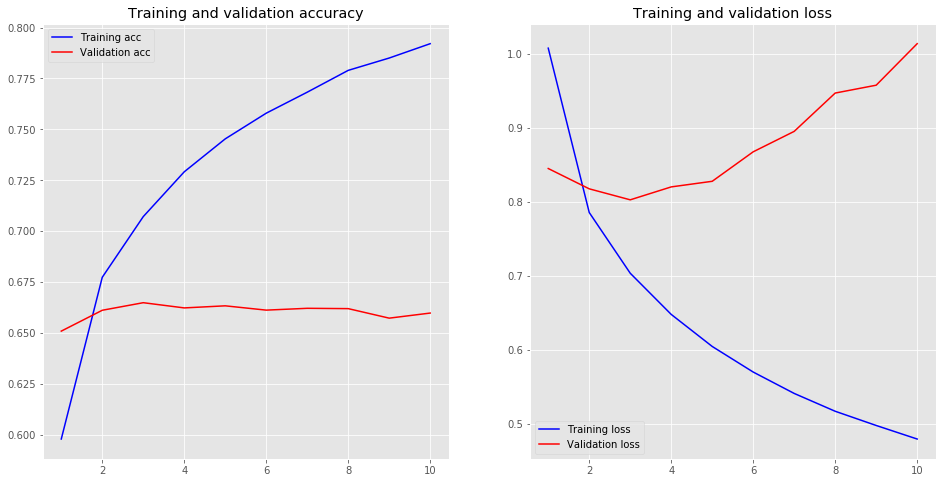 Training and validation accuracy
0.800
0.775
0.750
0.725
0.700
0.675
0.650
0.625
0.600
Training acc
Validation acc
2 4 6 8 10
Training and validation loss
1.0
0.9
0.8
0.7
0.6
0.5
Training loss
Validation loss
2 4 6 8 10